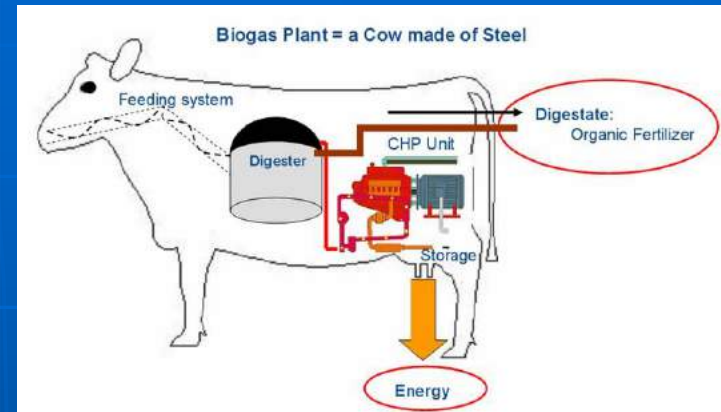 Biogas Plant = a Cow made of Steel
Feeding system
Digester
CHP Unit
Digestate:
Organic Fertilizer
Storage
Energy